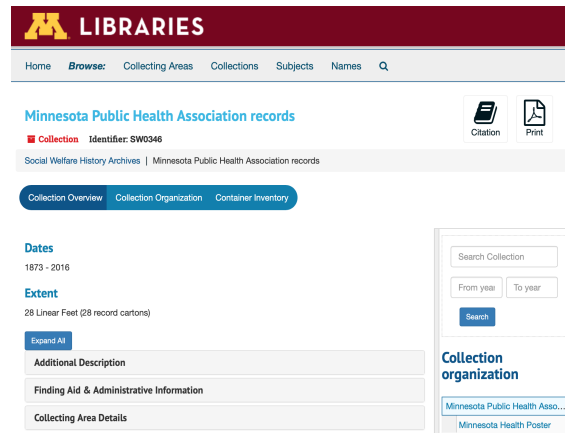 M LIBRARIES
Home Browse: Collecting Areas Collections Subjects Names
Minnesota Public Health Association records
Collection Identifier: SW0346
Citation
Print
Social Welfare History Archives | Minnesota Public Health Association records
Collection Overview Collection Organization Container Inventory
Dates
1873 - 2016
Extent
28 Linear Feet (28 record cartons)
Expand All
Additional Description
Finding Aid & Administrative Information
Collecting Area Details
Search Collection
From year To year
Search
Collection
organization
Minnesota Public Health Asso...
Minnesota Health Poster